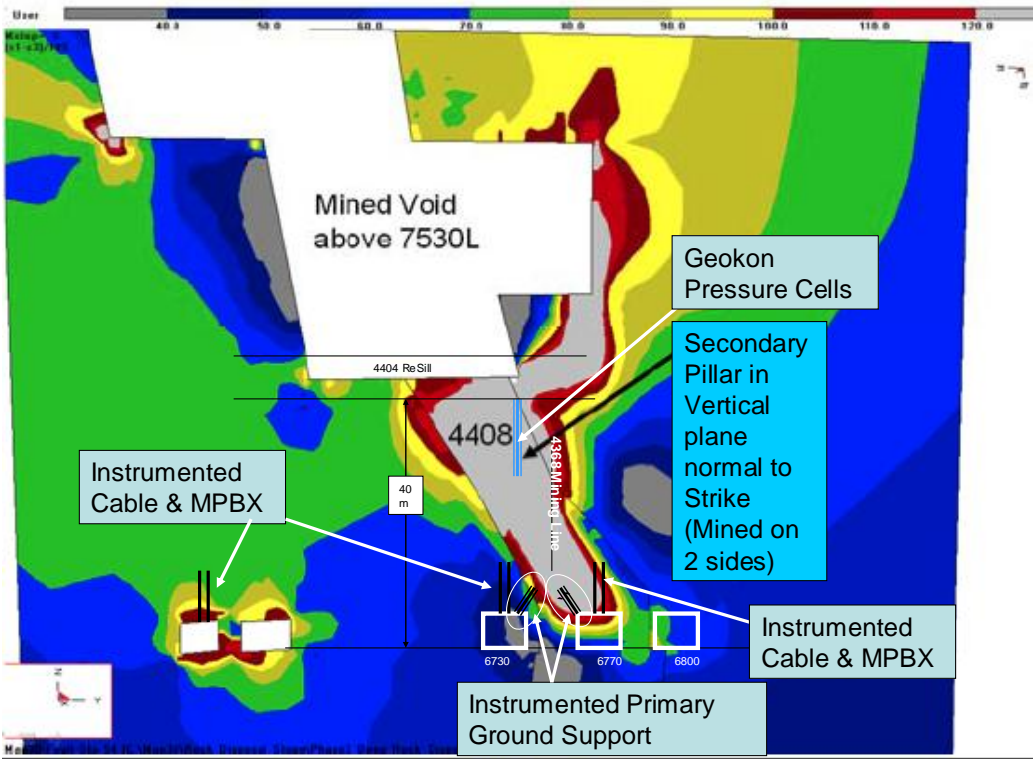 User
40.0 50.0 60.0 70.0 80.0 90.0 100.0 110.0 120.0
Mined Void
above 7530L
Geokon
Pressure Cells
Secondary
Pillar in
Vertical
plane
normal to
Strike
(Mined on
2 sides)
4404 ReSill
4408
4368 Mining Line
Instrumented
Cable & MPBX
40
m
Instrumented
Cable & MPBX
6730
6770
6800
Instrumented Primary
Ground Support